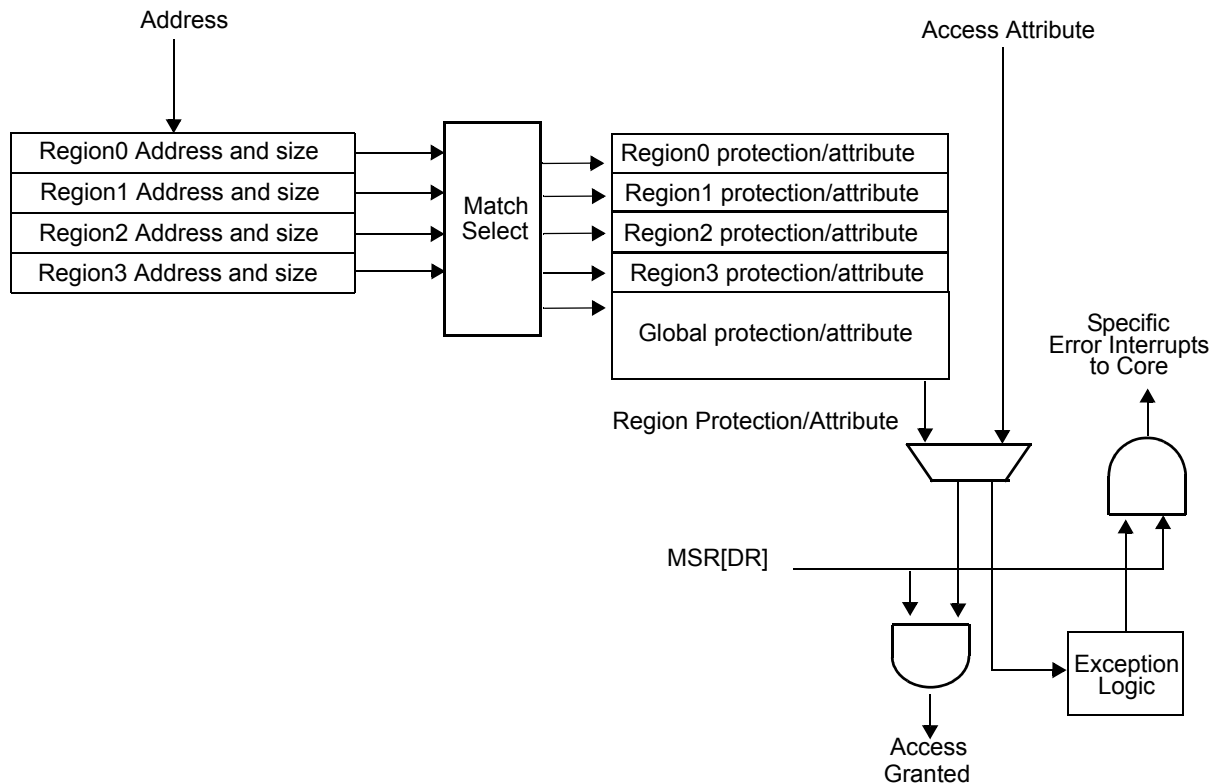 Address
Access Attribute
Region0 Address and size
Region1 Address and size
Region2 Address and size
Region3 Address and size
Match
Select
Region0 protection/attribute
Region1 protection/attribute
Region2 protection/attribute
Region3 protection/attribute
Global protection/attribute
Specific
Error Interrupts
to Core
Region Protection/Attribute
MSR[DR]
Exception
Logic
Access
Granted